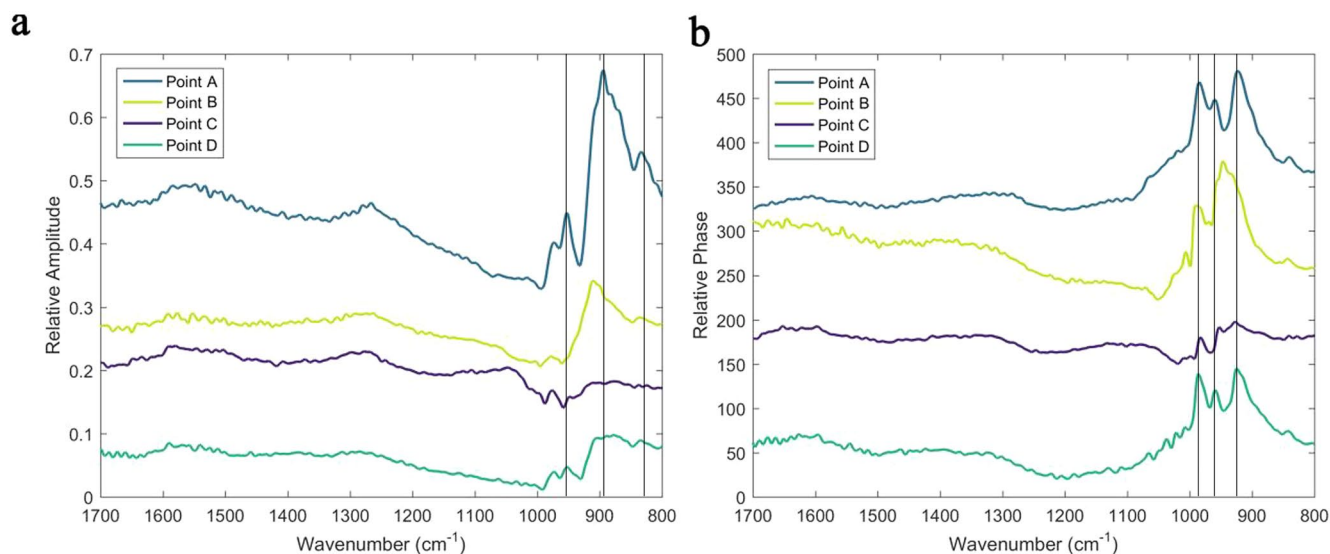 a
0.7
0.6
0.5
0.4
0.3
0.2
0.1
0
Relative Amplitude
Point A
Point B
Point C
Point D
1700 1600 1500 1400 1300 1200 1100 1000 900 800
Wavenumber (cm⁻¹)
b
500
450
400
350
300
250
200
150
100
50
0
Relative Phase
Point A
Point B
Point C
Point D
1700 1600 1500 1400 1300 1200 1100 1000 900 800
Wavenumber (cm⁻¹)